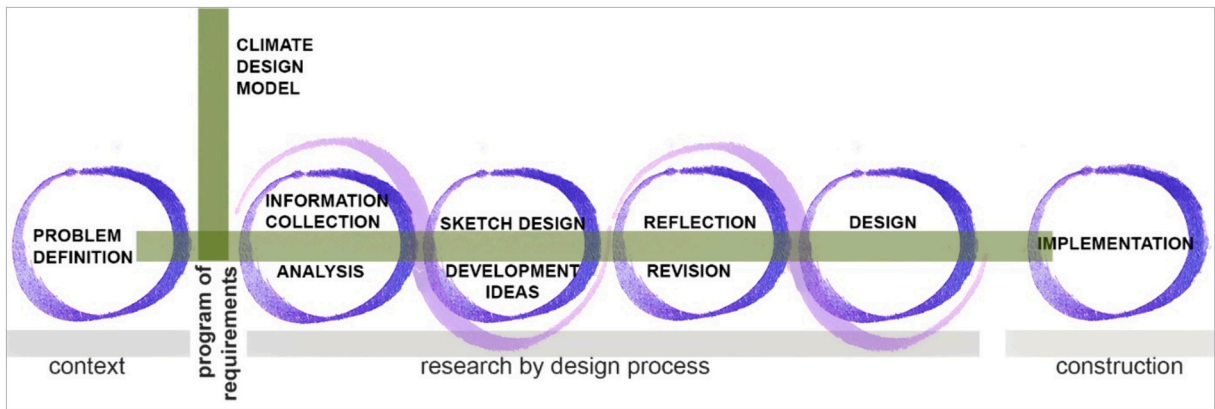 CLIMATE
DESIGN
MODEL
PROBLEM
DEFINITION
INFORMATION
COLLECTION
ANALYSIS
SKETCH DESIGN
DEVELOPMENT
IDEAS
REFLECTION
REVISION
DESIGN
IMPLEMENTATION
context
program of
requirements
research by design process
construction